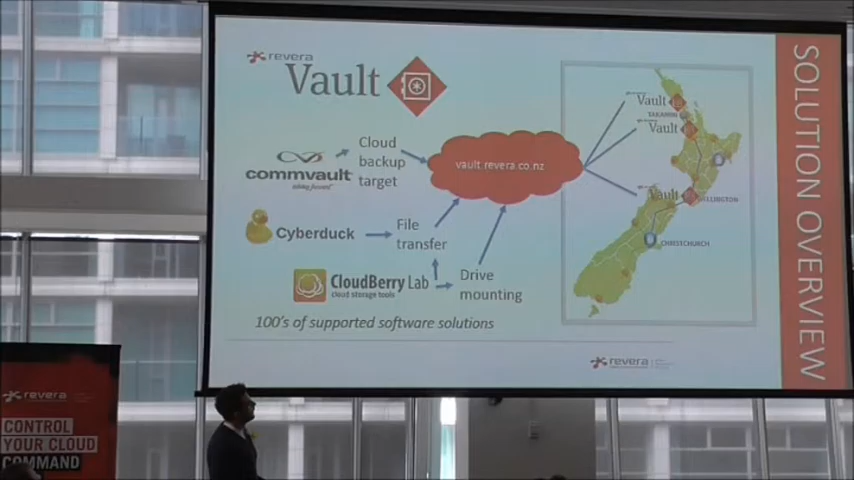 revera
Vault
commvault
Cloud
backup
target
vault.revera.co.nz
Cyberduck
File
transfer
CloudBerry Lab
cloud storage tools
Drive
mounting
100's of supported software solutions
Vault
TAKANINI
Vault
Vault
WELLINGTON
CHRISTCHURCH
revera
SOLUTION OVERVIEW
revera
CONTROL
YOUR CLOUD
COMMAND